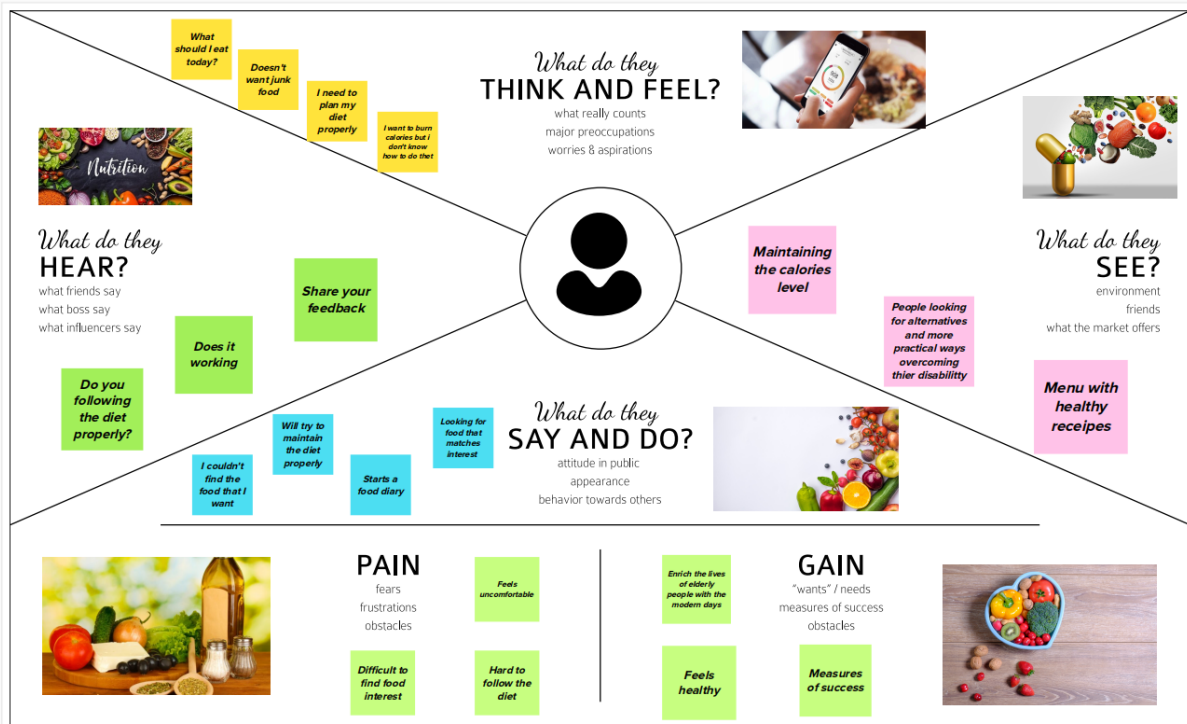 What
should I eat
today?
Doesn't
want junk
food
I need to
plan my
diet
properly
I want to burn
calories but i
don't know
how to do thet
What do they
THINK AND FEEL?
what really counts
major preoccupations
worries & aspirations
Nutrition
What do they
HEAR?
what friends say
what boss say
what influencers say
Share your
feedback
Does it
working
Do you
following
the diet
properly?
What do they
SEE?
environment
friends
what the market offers
Maintaining
the calories
level
People looking
for alternatives
and more
practical ways
overcoming
thier disabilitty
Menu with
healthy
receipes
What do they
SAY AND DO?
attitude in public
appearance
behavior towards others
Looking for
food that
matches
interest
Will try to
maintain
the diet
properly
Starts a
food diary
I couldn't
find the
food that I
want
PAIN
fears
frustrations
obstacles
Feels
uncomfortable
Difficult to
find food
interest
Hard to
follow the
diet
GAIN
"wants" / needs
measures of success
obstacles
Enrich the lives
of elderly
people with the
modern days
Feels
healthy
Measures
of success